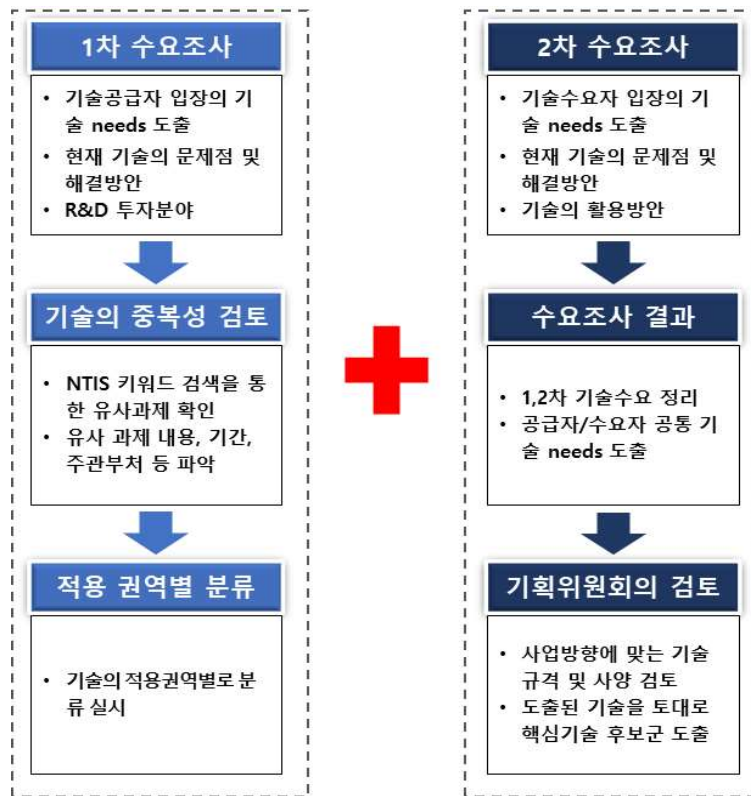 1차 수요조사
• 기술공급자 입장의 기
술 needs 도출
• 현재 기술의 문제점 및
해결방안
• R&D 투자분야
기술의 중복성 검토
• NTIS 키워드 검색을 통
한 유사과제 확인
• 유사 과제 내용, 기간,
주관부처 등 파악
적용 권역별 분류
• 기술의 적용권역별로 분
류 실시
2차 수요조사
• 기술수요자 입장의 기
술 needs 도출
• 현재 기술의 문제점 및
해결방안
• 기술의 활용방안
수요조사 결과
• 1,2차 기술수요 정리
• 공급자/수요자 공통 기
술 needs 도출
기획위원회의 검토
• 사업방향에 맞는 기술
규격 및 사양 검토
• 도출된 기술을 토대로
핵심기술 후보군 도출